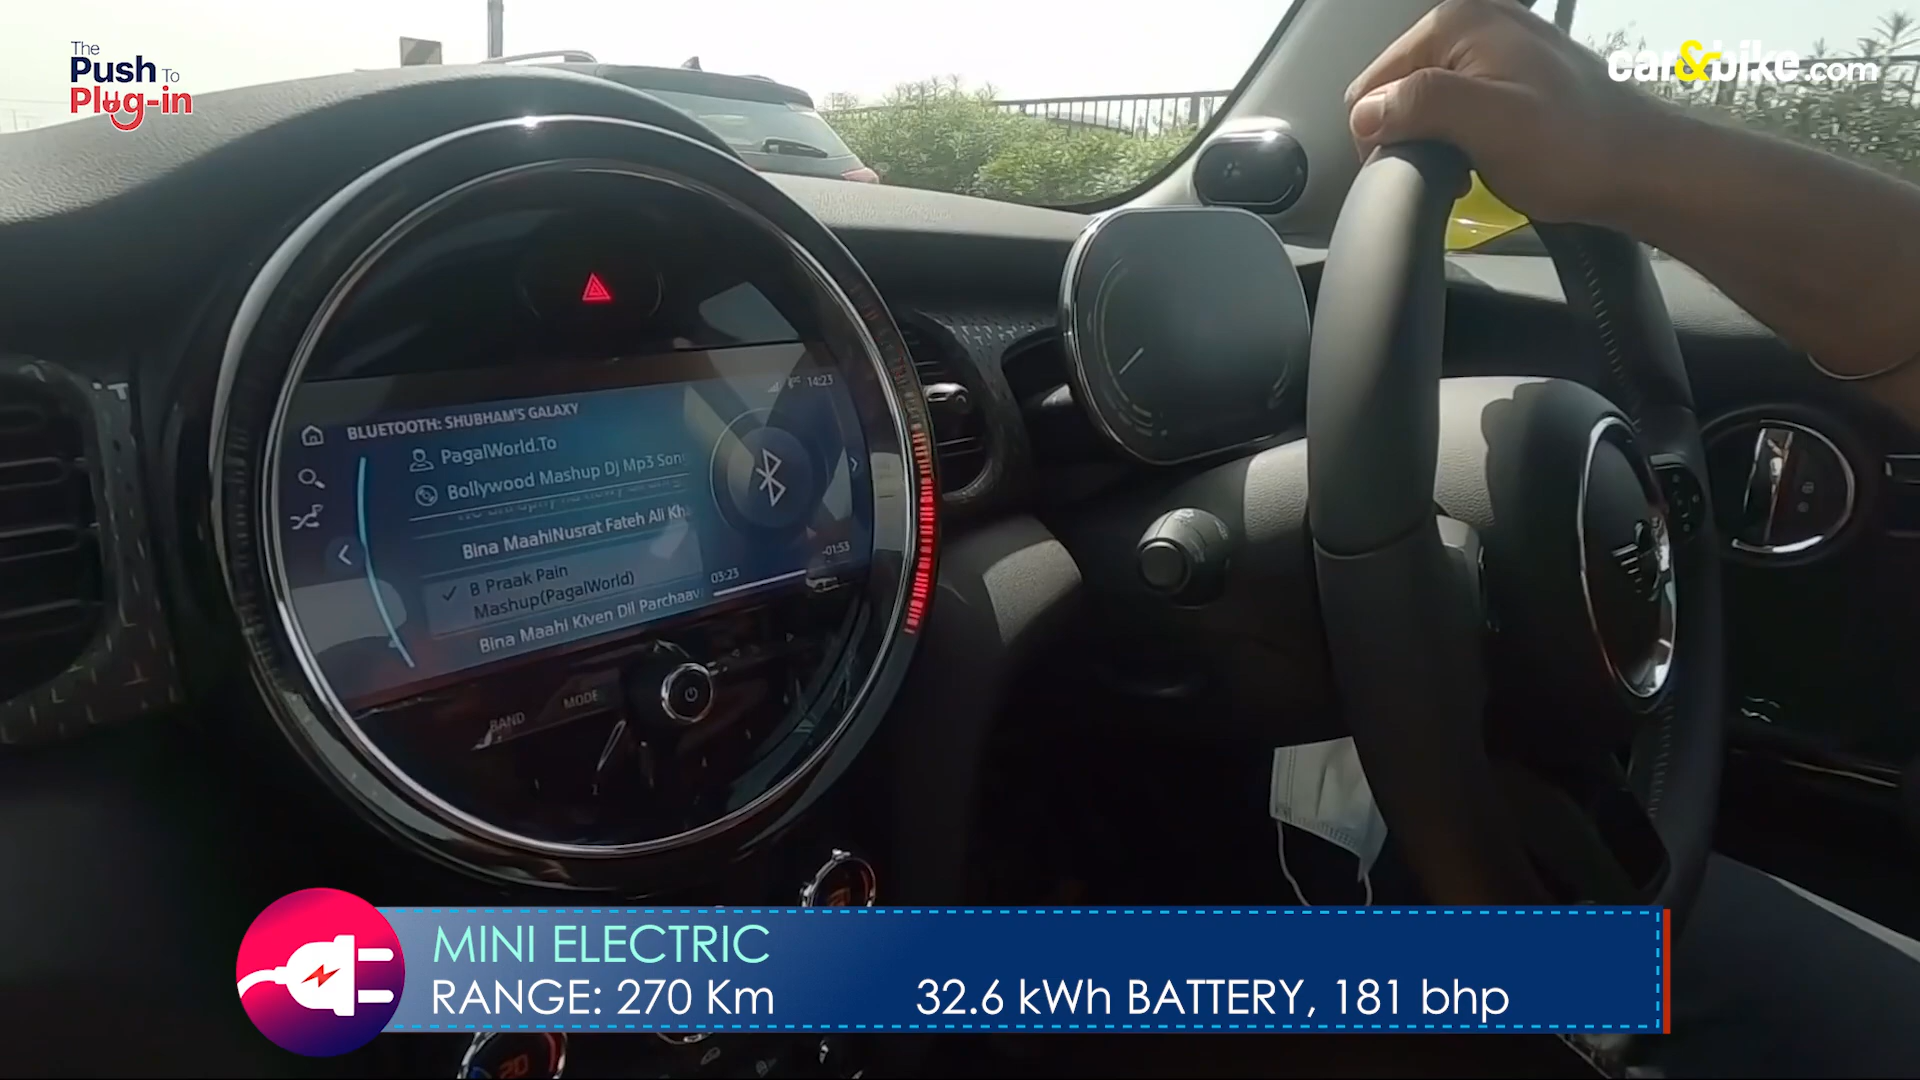 The
Push To
Plug-in
car&bike.com
14:23
BLUETOOTH: SHUBHAM'S GALAXY
PagalWorld.To
Bollywood Mashup Dj Mp3 Son
Bina MaahiNusrat Fateh Ali Kha
B Praak Pain
Mashup(PagalWorld)
Bina Maahi Kiven Dil Parchaav
03:23
-01:53
BAND
MODE
20
MINI ELECTRIC
RANGE: 270 Km
32.6 kWh BATTERY, 181 bhp